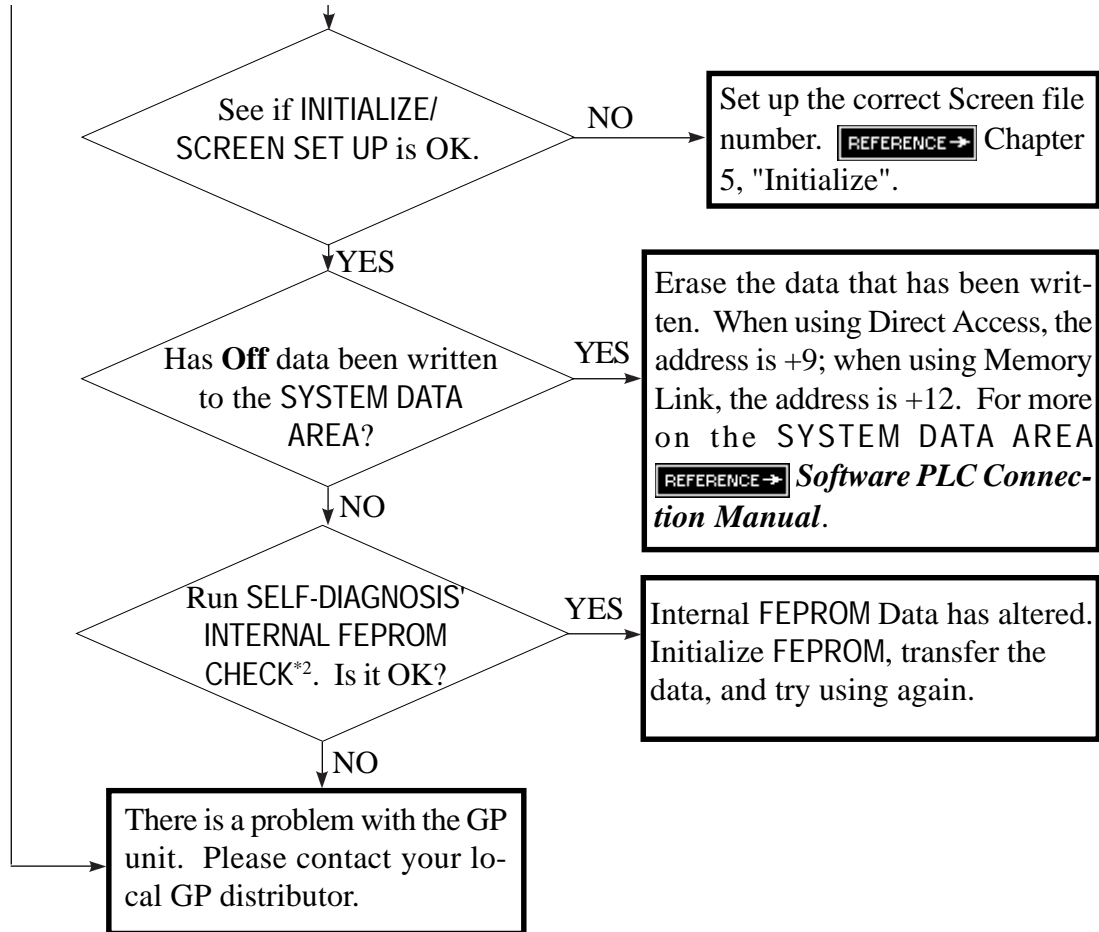 See if INITIALIZE/
SCREEN SET UP is OK.
NO
Set up the correct Screen file
number. REFERENCE→ Chapter
5, "Initialize".
YES
Has Off data been written
to the SYSTEM DATA
AREA?
YES
Erase the data that has been writ-
ten. When using Direct Access, the
address is +9; when using Memory
Link, the address is +12. For more
on the SYSTEM DATA AREA
REFERENCE→ Software PLC Connec-
tion Manual.
NO
Run SELF-DIAGNOSIS'
INTERNAL FEPROM
CHECK*2. Is it OK?
YES
Internal FEPROM Data has altered.
Initialize FEPROM, transfer the
data, and try using again.
NO
There is a problem with the GP
unit. Please contact your lo-
cal GP distributor.